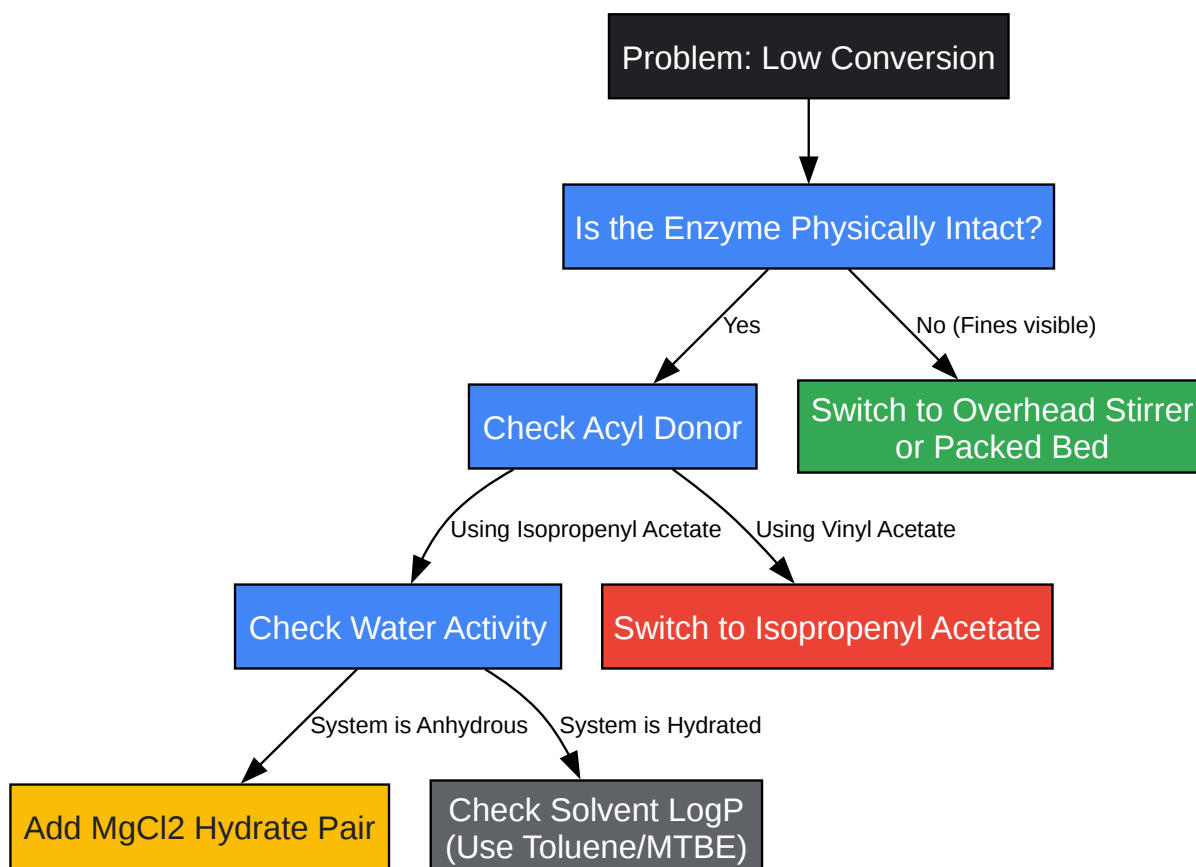 Problem: Low Conversion
Is the Enzyme Physically Intact?
Yes
No (Fines visible)
Check Acyl Donor
Switch to Overhead Stirrer
or Packed Bed
Using Isopropenyl Acetate
Using Vinyl Acetate
Check Water Activity
Switch to Isopropenyl Acetate
System is Anhydrous
System is Hydrated
Add MgCl2 Hydrate Pair
Check Solvent LogP
(Use Toluene/MTBE)